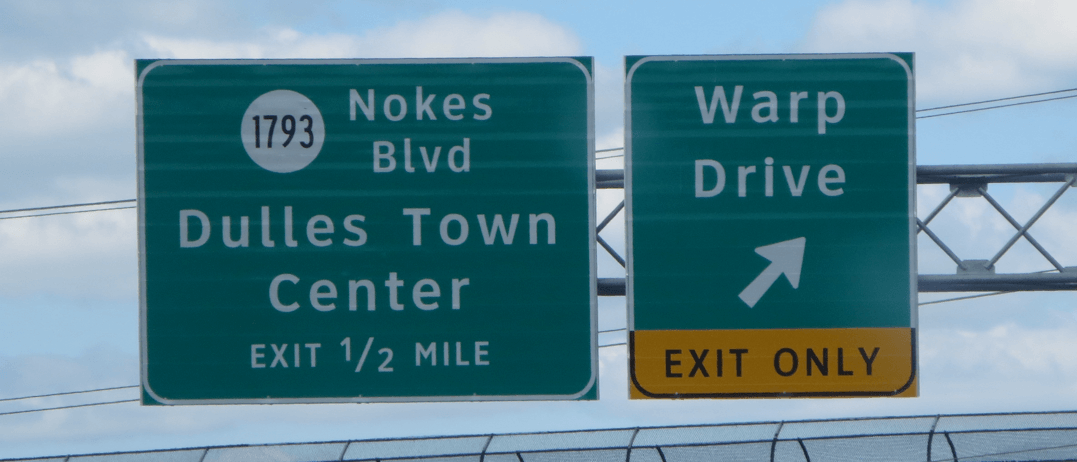 1793 Nokes
Blvd
Dulles Town
Center
EXIT 1/2 MILE
Warp
Drive
EXIT ONLY